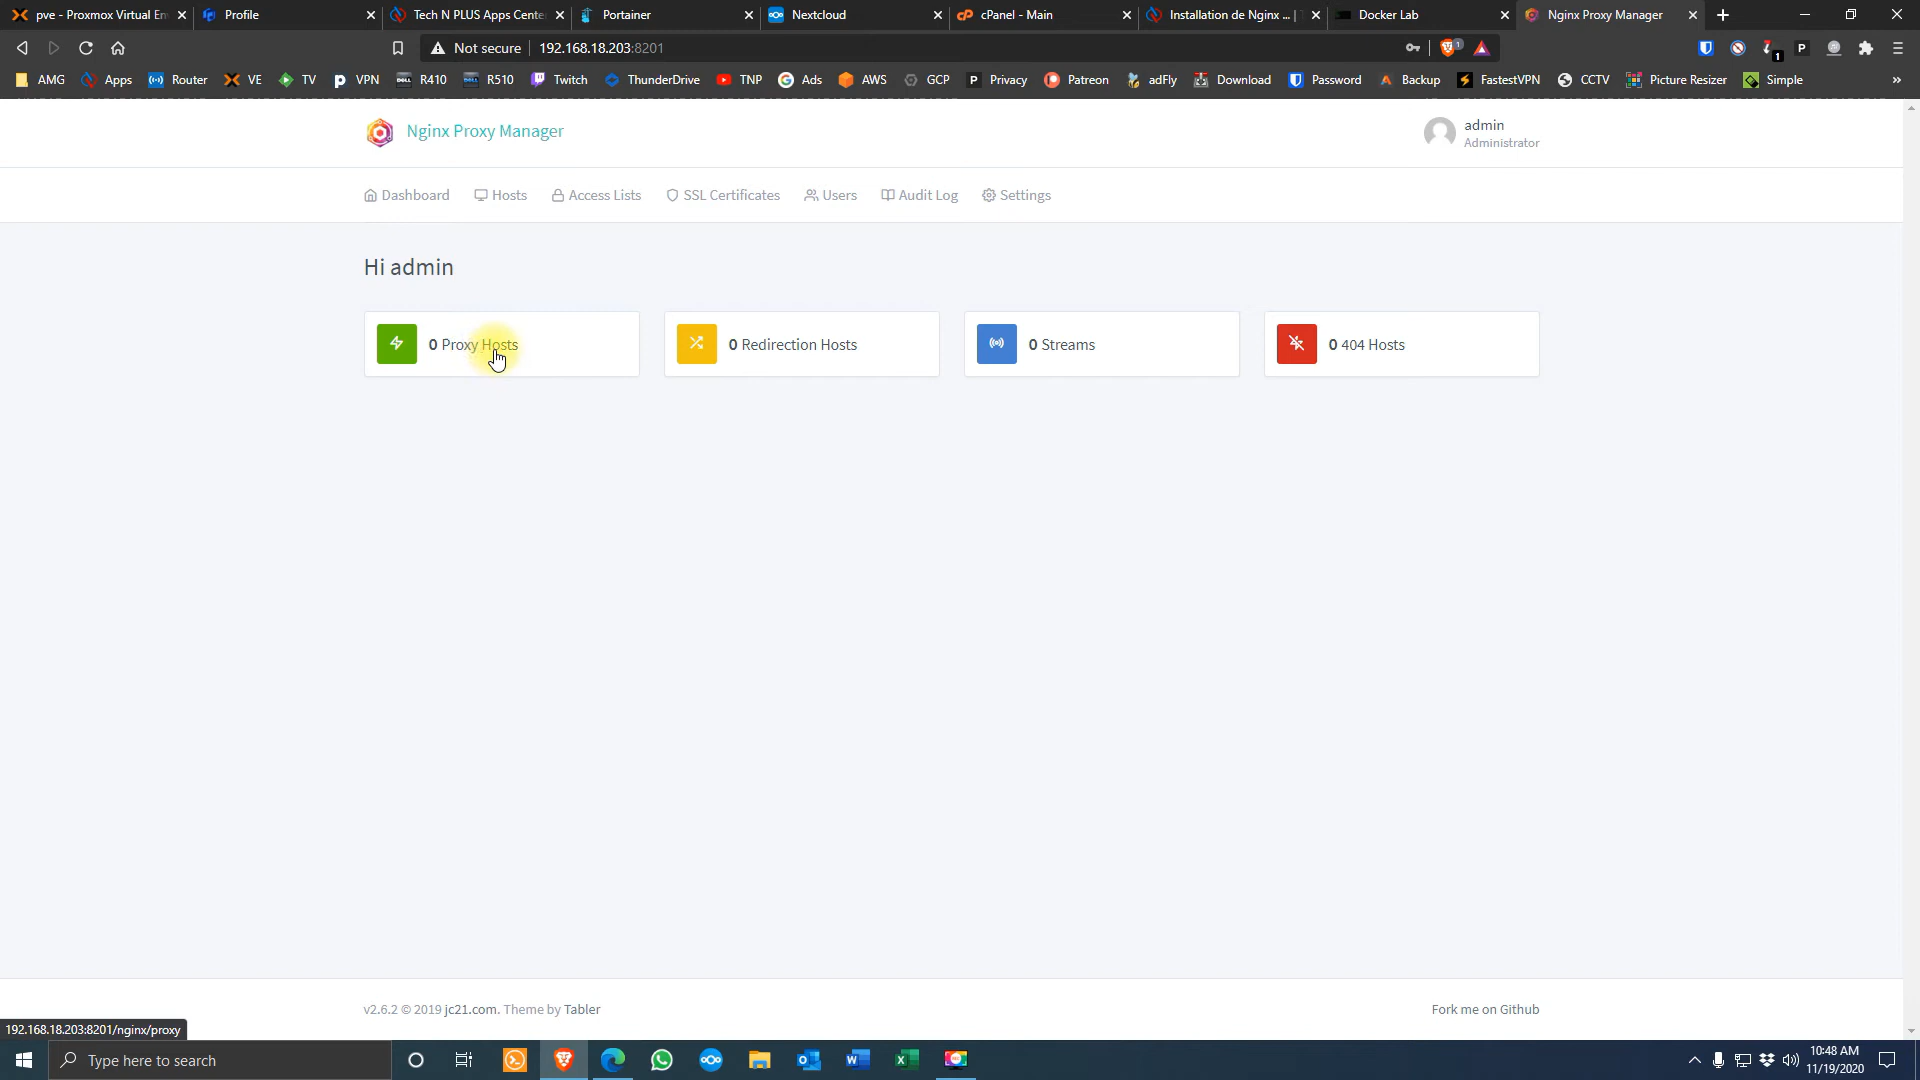 pve - Proxmox Virtual En
Profile
Tech N PLUS Apps Cente
Portainer
Nextcloud
cPanel - Main
Installation de Nginx ... |
Docker Lab
Nginx Proxy Manager
Not secure
192.168.18.203:8201
1
P
1
AMG
Apps
Router
VE
TV
VPN
R410
R510
Twitch
ThunderDrive
TNP
Ads
AWS
GCP
Privacy
Patreon
adFly
Download
Password
Backup
FastestVPN
CCTV
Picture Resizer
Simple
»
Nginx Proxy Manager
admin
Administrator
Dashboard
Hosts
Access Lists
SSL Certificates
Users
Audit Log
Settings
Hi admin
0 Proxy Hosts
0 Redirection Hosts
0 Streams
0 404 Hosts
v2.6.2 © 2019 jc21.com. Theme by Tabler
Fork me on Github
192.168.18.203:8201/nginx/proxy
Type here to search
10:48 AM
11/19/2020